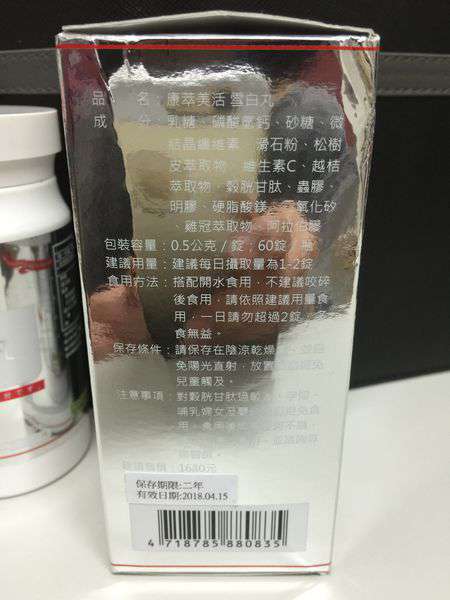 品 名：康萃美活 雪白丸
成 分：乳糖、磷酸氫鈣、砂糖、微
結晶纖維素、滑石粉、松樹
皮萃取物、維生素C、越桔
萃取物、穀胱甘肽、蟲膠、
明膠、硬脂酸鎂、二氧化矽
、雞冠萃取物、阿拉伯膠
包裝容量：0.5公克/錠；60錠/瓶
建議用量：建議每日攝取量為1-2錠
食用方法：搭配開水食用，不建議咬碎
後食用，請依照建議用量食
用，一日請勿超過2錠，多
食無益。
保存條件：請保存在陰涼乾燥
免陽光直射，放置
兒童觸及。
注意事項：對穀胱甘肽過敏
哺乳婦女及
用，食用後
建議售價：1680元
保存期限:二年
有效日期:2018.04.15
4 718785 880835